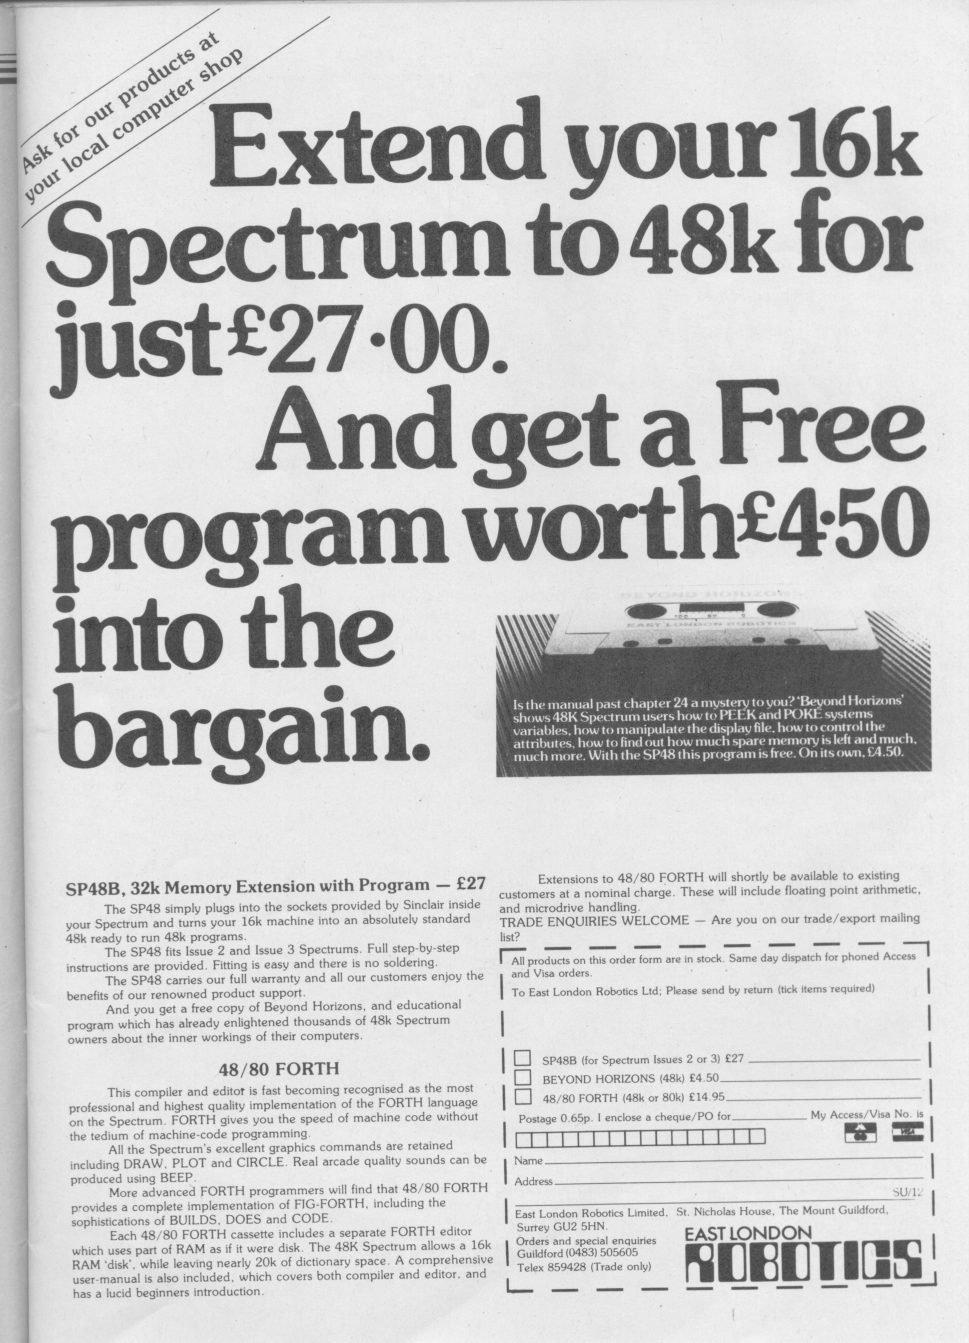 Ask for our products at
your local computer shop
Extend your 16k
Spectrum to 48k for
just £27·00.
And get a Free
program worth £4·50
into the
bargain.
BEYOND HORIZONS
EAST LONDON ROBOTICS
Is the manual past chapter 24 a mystery to you? 'Beyond Horizons'
shows 48K Spectrum users how to PEEK and POKE systems
variables, how to manipulate the display file, how to control the
attributes, how to find out how much spare memory is left and much,
much more. With the SP48 this program is free. On its own, £4.50.
SP48B, 32k Memory Extension with Program — £27
The SP48 simply plugs into the sockets provided by Sinclair inside
your Spectrum and turns your 16k machine into an absolutely standard
48k ready to run 48k programs.
The SP48 fits Issue 2 and Issue 3 Spectrums. Full step-by-step
instructions are provided. Fitting is easy and there is no soldering.
The SP48 carries our full warranty and all our customers enjoy the
benefits of our renowned product support.
And you get a free copy of Beyond Horizons, and educational
program which has already enlightened thousands of 48k Spectrum
owners about the inner workings of their computers.
48/80 FORTH
This compiler and editor is fast becoming recognised as the most
professional and highest quality implementation of the FORTH language
on the Spectrum. FORTH gives you the speed of machine code without
the tedium of machine-code programming.
All the Spectrum's excellent graphics commands are retained
including DRAW, PLOT and CIRCLE. Real arcade quality sounds can be
produced using BEEP.
More advanced FORTH programmers will find that 48/80 FORTH
provides a complete implementation of FIG-FORTH, including the
sophistications of BUILDS, DOES and CODE.
Each 48/80 FORTH cassette includes a separate FORTH editor
which uses part of RAM as if it were disk. The 48K Spectrum allows a 16k
RAM 'disk', while leaving nearly 20k of dictionary space. A comprehensive
user-manual is also included, which covers both compiler and editor, and
has a lucid beginners introduction.
Extensions to 48/80 FORTH will shortly be available to existing
customers at a nominal charge. These will include floating point arithmetic,
and microdrive handling.
TRADE ENQUIRIES WELCOME — Are you on our trade/export mailing
list?
All products on this order form are in stock. Same day dispatch for phoned Access
and Visa orders.
To East London Robotics Ltd; Please send by return (tick items required)
SP48B (for Spectrum Issues 2 or 3) £27
BEYOND HORIZONS (48k) £4.50
48/80 FORTH (48k or 80k) £14.95
Postage 0.65p. I enclose a cheque/PO for My Access/Visa No. is
VISA
Name
Address
SU/12
East London Robotics Limited, St. Nicholas House, The Mount Guildford,
Surrey GU2 5HN.
Orders and special enquiries
Guildford (0483) 505605
Telex 859428 (Trade only)
EAST LONDON
ROBOTICS